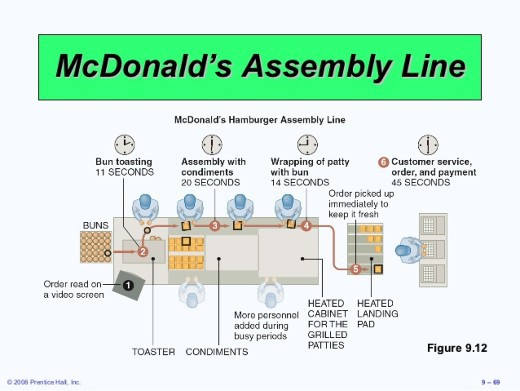 McDonald's Assembly Line
McDonald's Hamburger Assembly Line
Bun toasting
11 SECONDS
Assembly with
condiments
20 SECONDS
Wrapping of patty
with bun
14 SECONDS
6 Customer service,
order, and payment
45 SECONDS
Order picked up
immediately to
keep it fresh
BUNS
2
3
4
5
Order read on
a video screen
1
More personnel
added during
busy periods
HEATED
CABINET
FOR THE
GRILLED
PATTIES
HEATED
LANDING
PAD
TOASTER
CONDIMENTS
Figure 9.12
© 2008 Prentice Hall, Inc.
9 – 69